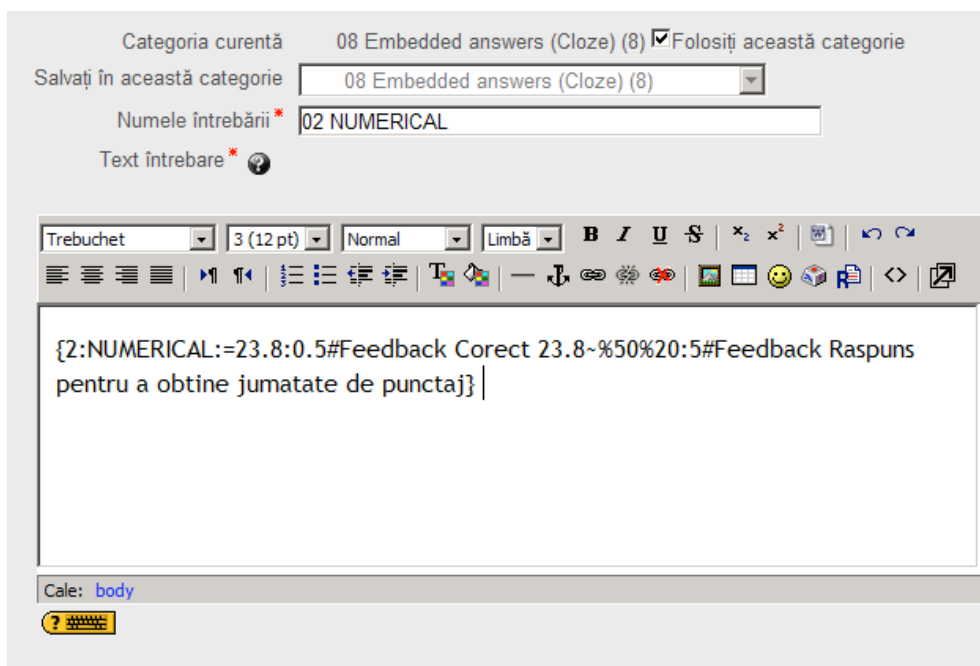 Categoria curentă 08 Embedded answers (Cloze) (8) Folosiți această categorie
Salvați în această categorie 08 Embedded answers (Cloze) (8)
Numele întrebării* 02 NUMERICAL
Text întrebare*
Trebuchet 3 (12 pt) Normal Limbă B I U S x₂ x²
{2:NUMERICAL:=23.8:0.5#Feedback Corect 23.8~%50%20:5#Feedback Raspuns
pentru a obtine jumatate de punctaj}
Cale: body
?